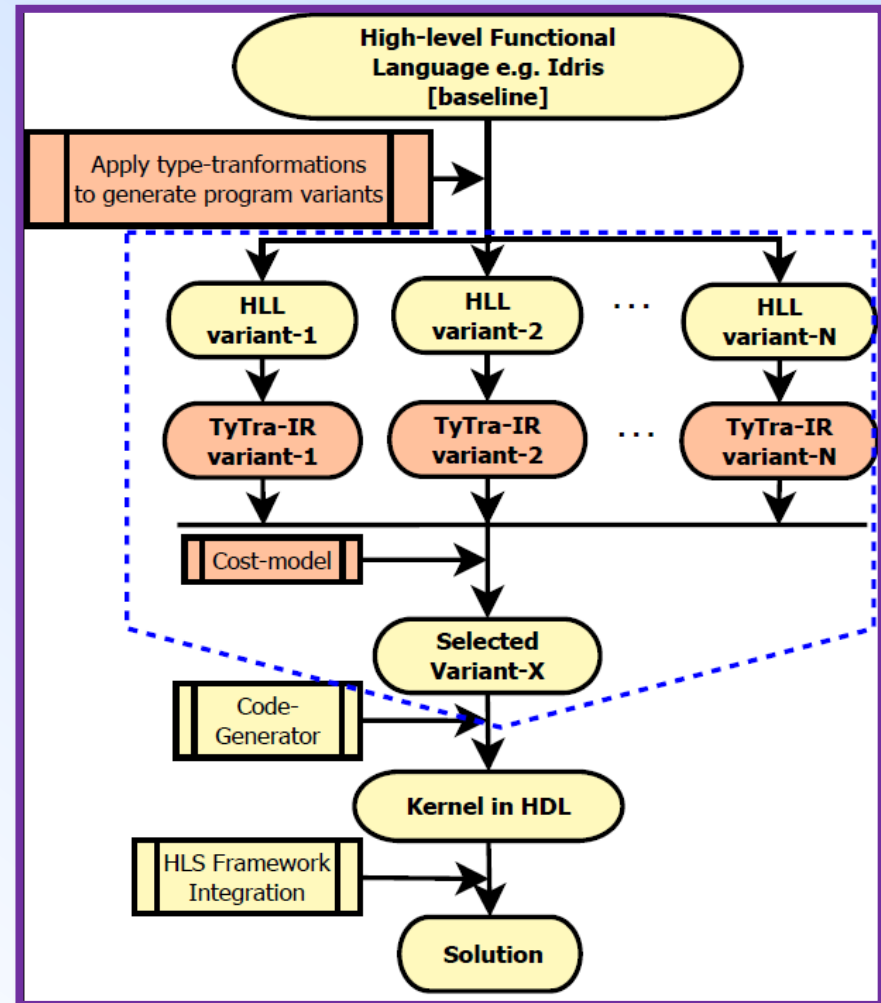 High-level Functional
Language e.g. Idris
[baseline]
Apply type-tranformations
to generate program variants
HLL
variant-1
HLL
variant-2
. . .
HLL
variant-N
TyTra-IR
variant-1
TyTra-IR
variant-2
. . .
TyTra-IR
variant-N
Cost-model
Selected
Variant-X
Code-
Generator
Kernel in HDL
HLS Framework
Integration
Solution